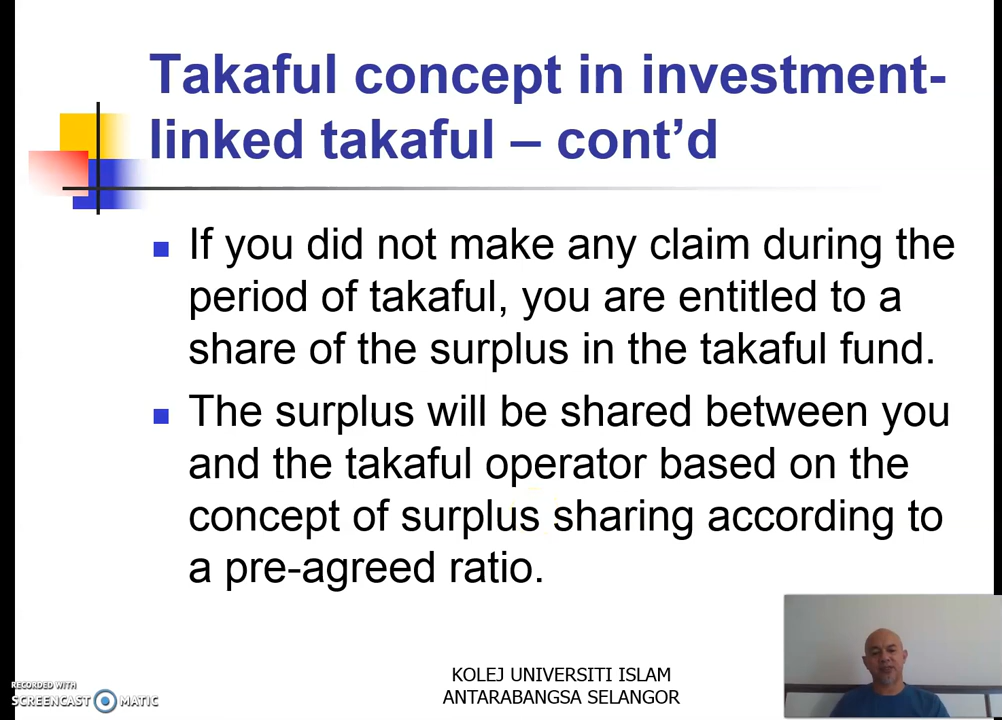 Takaful concept in investment-
linked takaful – cont’d
If you did not make any claim during the
period of takaful, you are entitled to a
share of the surplus in the takaful fund.
The surplus will be shared between you
and the takaful operator based on the
concept of surplus sharing according to
a pre-agreed ratio.
KOLEJ UNIVERSITI ISLAM
ANTARABANGSA SELANGOR
RECORDED WITH
SCREENCAST MATIC